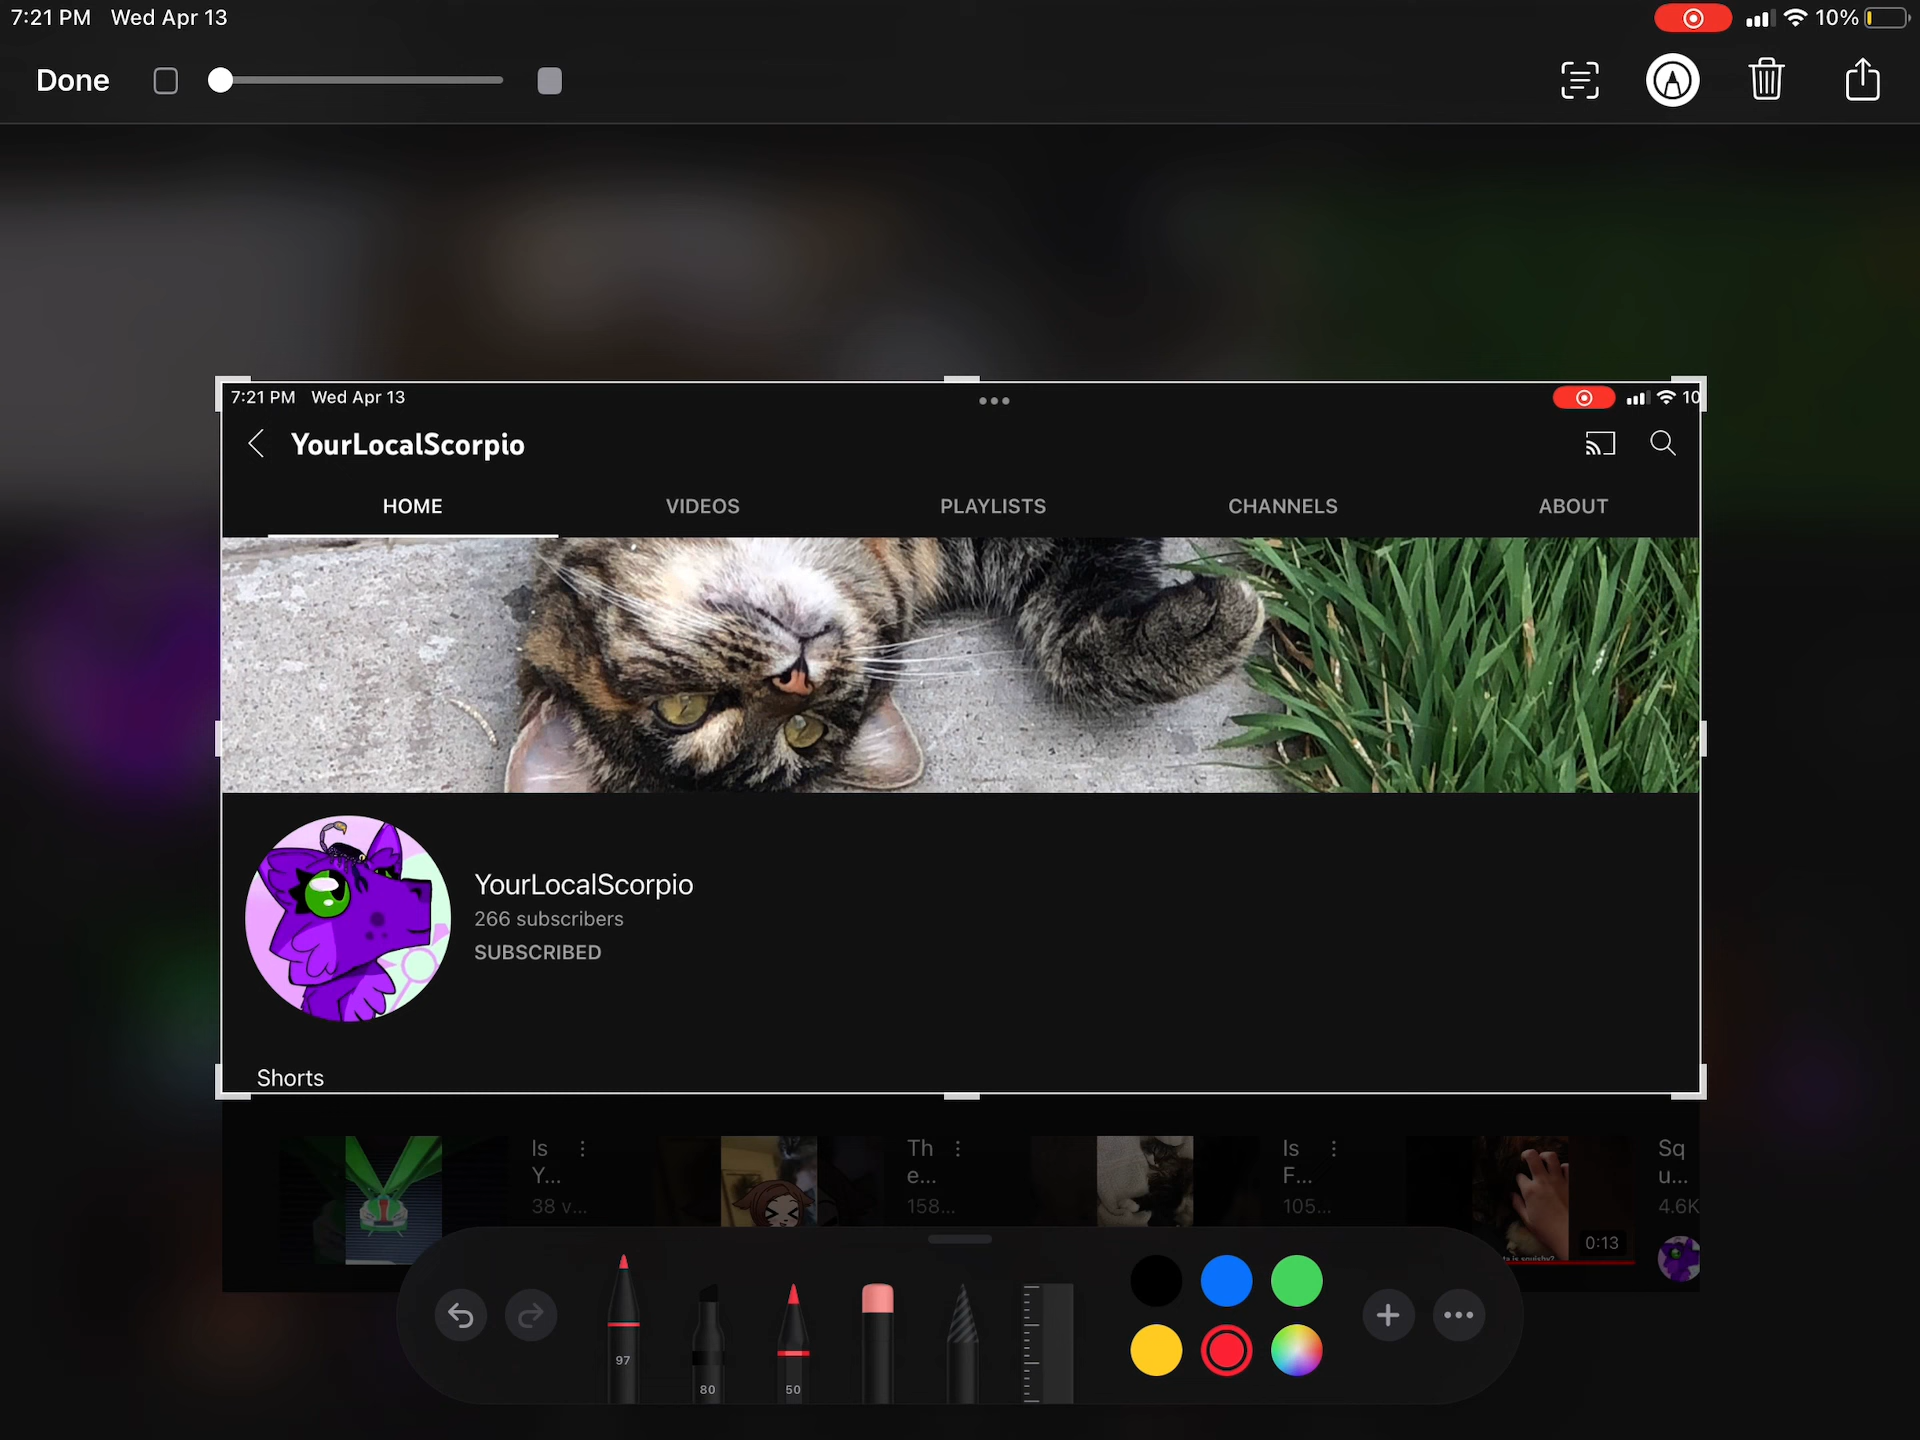 7:21 PM Wed Apr 13
10%
Done
7:21 PM Wed Apr 13
10
YourLocalScorpio
HOME VIDEOS PLAYLISTS CHANNELS ABOUT
YourLocalScorpio
266 subscribers
SUBSCRIBED
Shorts
Is Th Is Sq
Y... e... F... u...
38 v... 158... 105... 4.6K
0:13
97
80 50